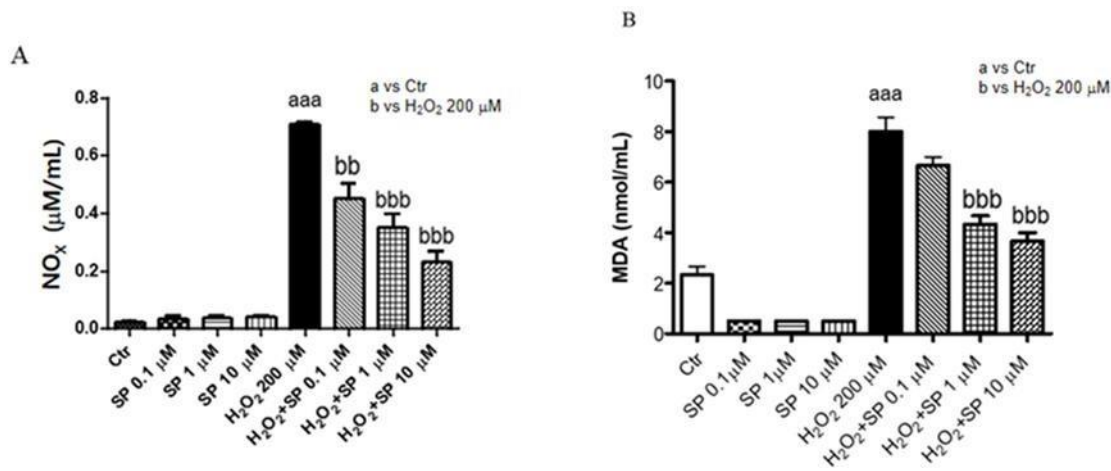 A
a vs Ctr
b vs H₂O₂ 200 μM
NOX (μM/mL)
0.8
0.6
0.4
0.2
0.0
aaa
bb
bbb
bbb
Ctr
SP 0.1 μM
SP 1 μM
SP 10 μM
H₂O₂ 200 μM
H₂O₂+SP 0.1 μM
H₂O₂+SP 1 μM
H₂O₂+SP 10 μM
B
a vs Ctr
b vs H₂O₂ 200 μM
MDA (nmol/mL)
10
8
6
4
2
0
aaa
bbb
bbb
Ctr
SP 0.1μM
SP 1μM
SP 10 μM
H₂O₂ 200 μM
H₂O₂+SP 0.1 μM
H₂O₂+SP 1 μM
H₂O₂+SP 10 μM